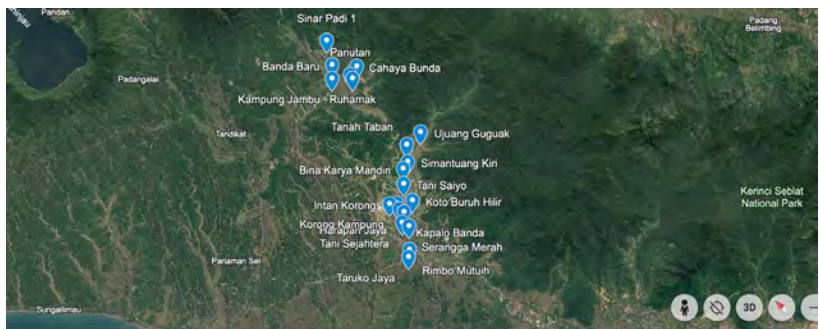 Sinar Padi 1
Pandan
Padang
Belimbing
Panutan
Banda Baru
Cahaya Bunda
Padangalai
Kampung Jambu
Ruhamak
Tandikat
Tanah Taban
Ujuang Guguak
Simantuang Kiri
Bina Karya Mandiri
Tani Saiyo
Kerinci Seblat
National Park
Intan Korong
Koto Buruh Hilir
Korong Kampung
Harapan Jaya
Kapalo Banda
Tani Sejahtera
Serangga Merah
Pariaman Sel
Rimbo Mutuih
Taruko Jaya
Sungailimau
3D